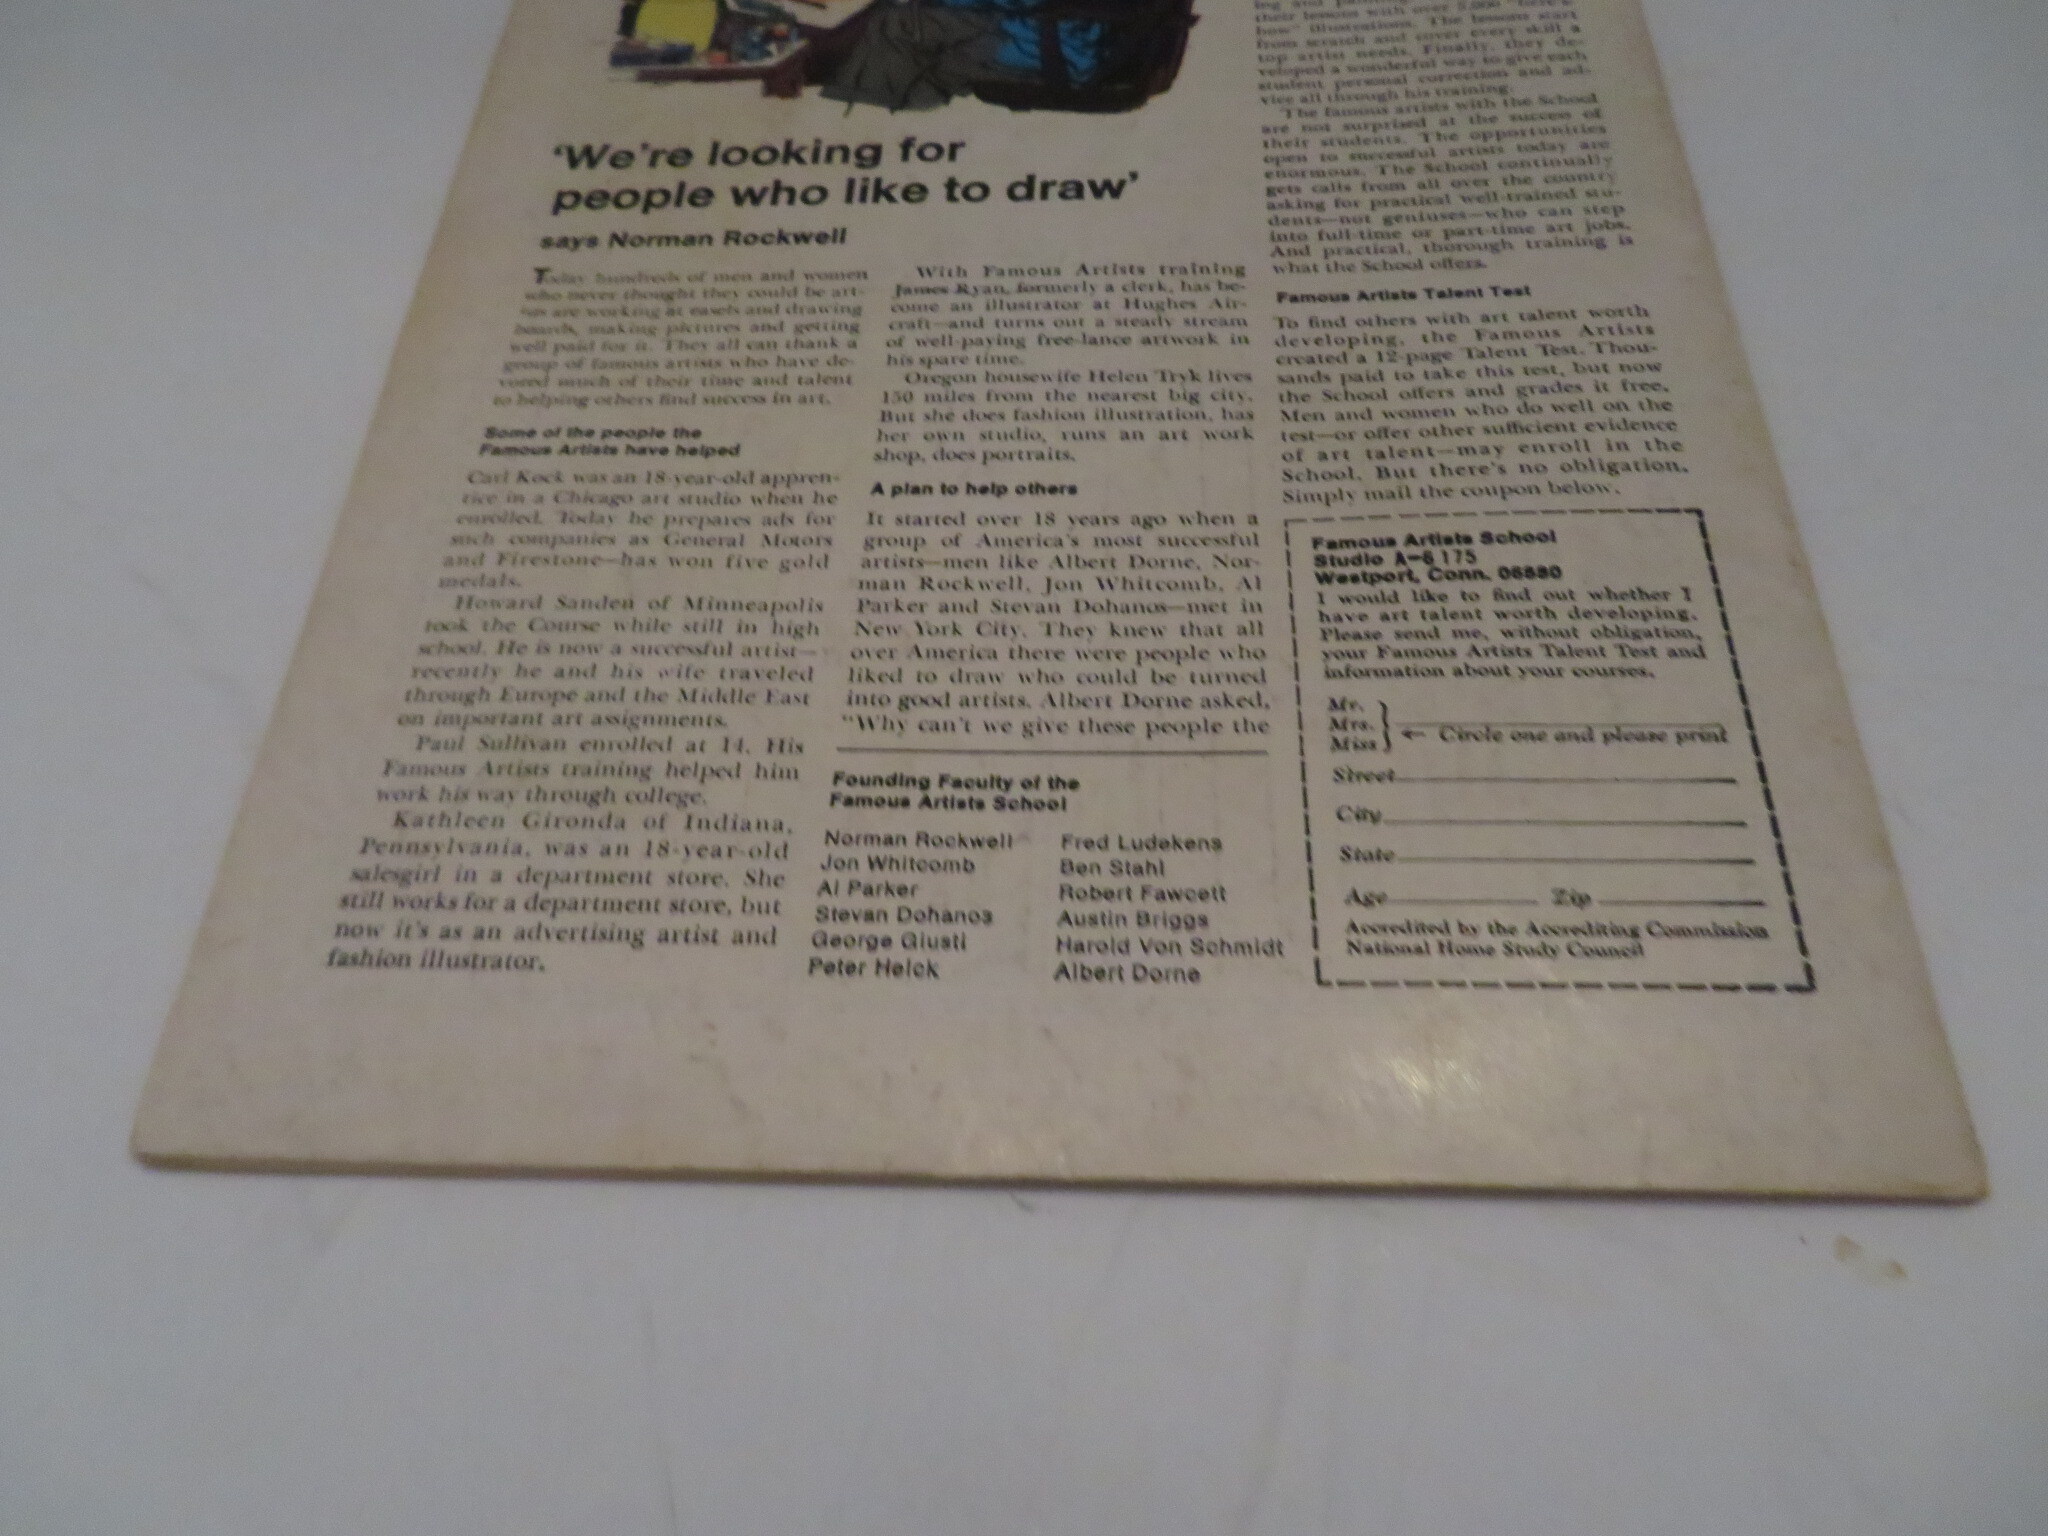 'We're looking for
people who like to draw'
says Norman Rockwell
Today hundreds of men and women
who never thought they could be art-
ists are working at easels and drawing
boards, making pictures and getting
well paid for it. They all can thank a
group of famous artists who have de-
voted much of their time and talent
to helping others find success in art.
Some of the people the
Famous Artists have helped
Carl Kock was an 18-year-old appren-
tice in a Chicago art studio when he
enrolled. Today he prepares ads for
such companies as General Motors
and Firestone—has won five gold
medals.
Howard Sanden of Minneapolis
took the Course while still in high
school. He is now a successful artist—
recently he and his wife traveled
through Europe and the Middle East
on important art assignments.
Paul Sullivan enrolled at 14. His
Famous Artists training helped him
work his way through college.
Kathleen Gironda of Indiana,
Pennsylvania, was an 18-year-old
salesgirl in a department store. She
still works for a department store, but
now it's as an advertising artist and
fashion illustrator.
With Famous Artists training
James Ryan, formerly a clerk, has be-
come an illustrator at Hughes Air-
craft—and turns out a steady stream
of well-paying free-lance artwork in
his spare time.
Oregon housewife Helen Tryk lives
150 miles from the nearest big city.
But she does fashion illustration, has
her own studio, runs an art work
shop, does portraits.
A plan to help others
It started over 18 years ago when a
group of America's most successful
artists—men like Albert Dorne, Nor-
man Rockwell, Jon Whitcomb, Al
Parker and Stevan Dohanos—met in
New York City. They knew that all
over America there were people who
liked to draw who could be turned
into good artists. Albert Dorne asked,
"Why can't we give these people the
Founding Faculty of the
Famous Artists School
Norman Rockwell
Jon Whitcomb
Al Parker
Stevan Dohanos
George Giusti
Peter Helck
Fred Ludekens
Ben Stahl
Robert Fawcett
Austin Briggs
Harold Von Schmidt
Albert Dorne
their lessons with over 5,000 "here's
how" illustrations. The lessons start
from scratch and cover every skill a
top artist needs. Finally, they de-
veloped a wonderful way to give each
student personal correction and ad-
vice all through his training.
The famous artists with the School
are not surprised at the success of
their students. The opportunities
open to successful artists today are
enormous. The School continually
gets calls from all over the country
asking for practical well-trained stu-
dents—not geniuses—who can step
into full-time or part-time art jobs.
And practical, thorough training is
what the School offers.
Famous Artists Talent Test
To find others with art talent worth
developing, the Famous Artists
created a 12-page Talent Test. Thou-
sands paid to take this test, but now
the School offers and grades it free.
Men and women who do well on the
test—or offer other sufficient evidence
of art talent—may enroll in the
School. But there's no obligation.
Simply mail the coupon below.
Famous Artists School
Studio A-6175
Westport, Conn. 06880
I would like to find out whether I
have art talent worth developing.
Please send me, without obligation,
your Famous Artists Talent Test and
information about your courses.
Mr.
Mrs.
Miss
← Circle one and please print
Street
City
State
Age Zip
Accredited by the Accrediting Commission
National Home Study Council